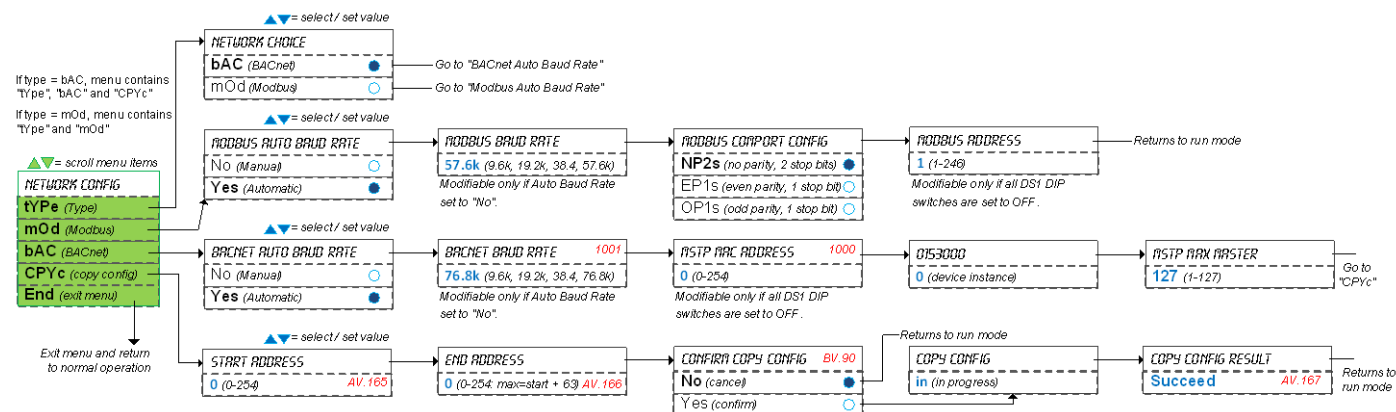 ▲▼= select/ set value
NETWORK CHOICE
bAC (BACnet)
mOd (Modbus)
Go to "BACnet Auto Baud Rate"
Go to "Modbus Auto Baud Rate"
If type = bAC, menu contains
"tYpe", "bAC" and "CPYc"
If type = mOd, menu contains
"tYpe" and "mOd"
▲▼= scroll menu items
NETWORK CONFIG
tYPe (Type)
mOd (Modbus)
bAC (BACnet)
CPYc (copy config)
End (exit menu)
Exit menu and return
to normal operation
▲▼= select/ set value
MODBUS AUTO BAUD RATE
No (Manual)
Yes (Automatic)
MODBUS BAUD RATE
57.6k (9.6k, 19.2k, 38.4, 57.6k)
Modifiable only if Auto Baud Rate
set to "No".
MODBUS COMPORT CONFIG
NP2s (no parity, 2 stop bits)
EP1s (even parity, 1 stop bit)
OP1s (odd parity, 1 stop bit)
MODBUS ADDRESS
1 (1-246)
Modifiable only if all DS1 DIP
switches are set to OFF.
Returns to run mode
▲▼= select/ set value
BACNET AUTO BAUD RATE
No (Manual)
Yes (Automatic)
BACNET BAUD RATE 1001
76.8k (9.6k, 19.2k, 38.4, 76.8k)
Modifiable only if Auto Baud Rate
set to "No".
MSTP MAC ADDRESS 1000
0 (0-254)
Modifiable only if all DS1 DIP
switches are set to OFF.
0153000
0 (device instance)
MSTP MAX MASTER
127 (1-127)
Go to
"CPYc"
▲▼= select/ set value
START ADDRESS
0 (0-254) AV.165
END ADDRESS
0 (0-254: max=start + 63) AV.166
CONFIRM COPY CONFIG BV.90
No (cancel)
Yes (confirm)
Returns to run mode
COPY CONFIG
in (in progress)
COPY CONFIG RESULT
Succeed AV.167
Returns to
run mode